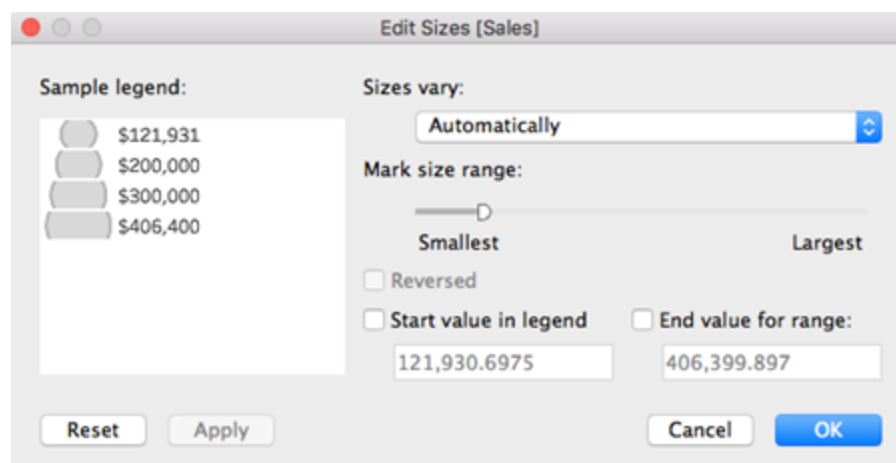 Edit Sizes [Sales]
Sample legend:
$121,931
$200,000
$300,000
$406,400
Sizes vary:
Automatically
Mark size range:
Smallest Largest
Reversed
Start value in legend End value for range:
121,930.6975 406,399.897
Reset Apply Cancel OK